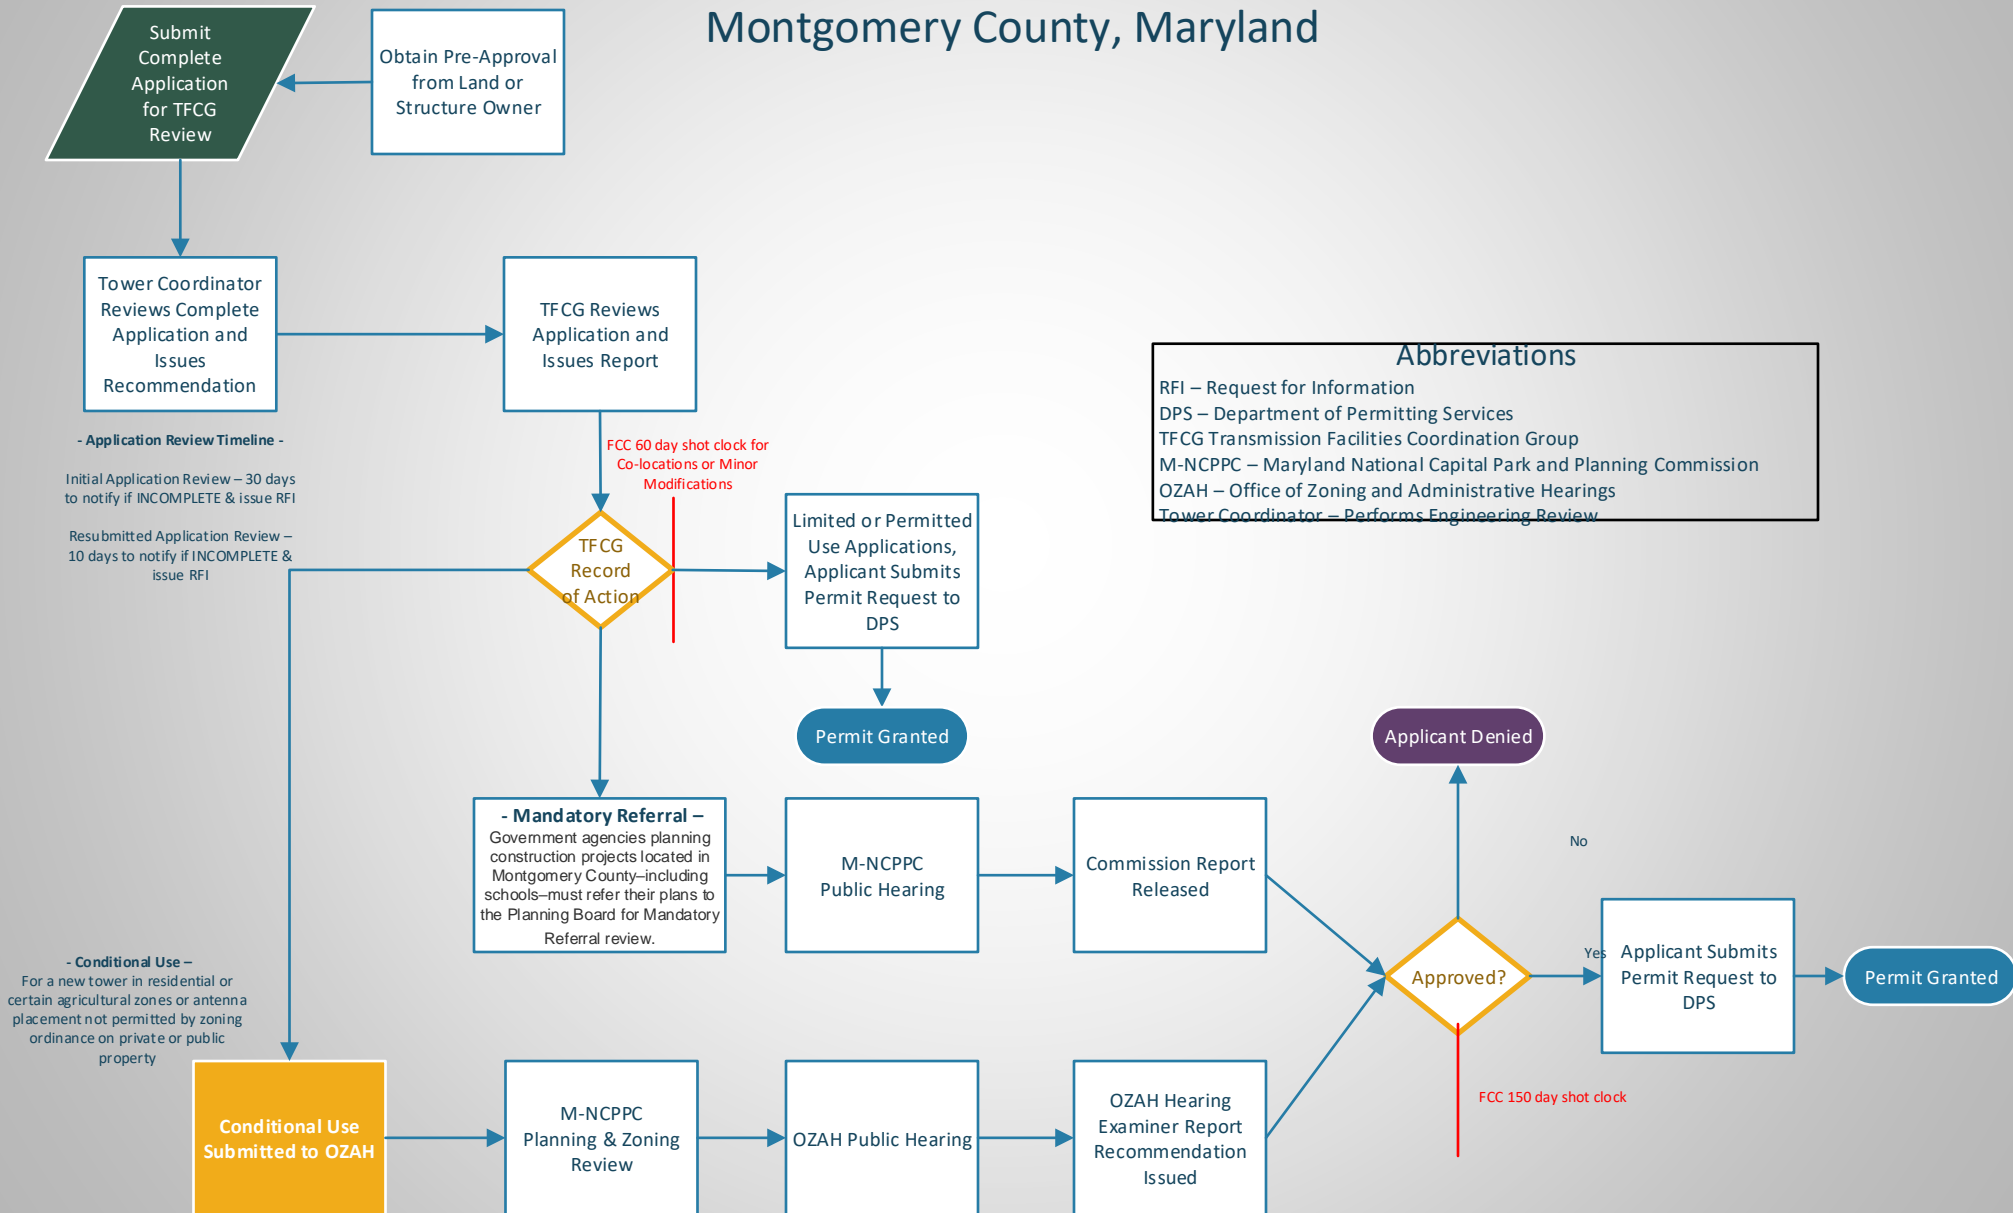 Montgomery County, Maryland
Submit
Complete
Application
for TFCG
Review
Obtain Pre-Approval
from Land or
Structure Owner
Tower Coordinator
Reviews Complete
Application and
Issues
Recommendation
TFCG Reviews
Application and
Issues Report
Abbreviations
RFI – Request for Information
DPS – Department of Permitting Services
TFCG Transmission Facilities Coordination Group
M-NCPPC – Maryland National Capital Park and Planning Commission
OZAH – Office of Zoning and Administrative Hearings
Tower Coordinator – Performs Engineering Review
- Application Review Timeline -
Initial Application Review – 30 days
to notify if INCOMPLETE & issue RFI
Resubmitted Application Review –
10 days to notify if INCOMPLETE &
issue RFI
FCC 60 day shot clock for
Co-locations or Minor
Modifications
TFCG
Record
of Action
Limited or Permitted
Use Applications,
Applicant Submits
Permit Request to
DPS
Permit Granted
Applicant Denied
- Mandatory Referral –
Government agencies planning
construction projects located in
Montgomery County–including
schools–must refer their plans to
the Planning Board for Mandatory
Referral review.
M-NCPPC
Public Hearing
Commission Report
Released
No
Approved?
Yes
Applicant Submits
Permit Request to
DPS
Permit Granted
- Conditional Use –
For a new tower in residential or
certain agricultural zones or antenna
placement not permitted by zoning
ordinance on private or public
property
Conditional Use
Submitted to OZAH
M-NCPPC
Planning & Zoning
Review
OZAH Public Hearing
OZAH Hearing
Examiner Report
Recommendation
Issued
FCC 150 day shot clock